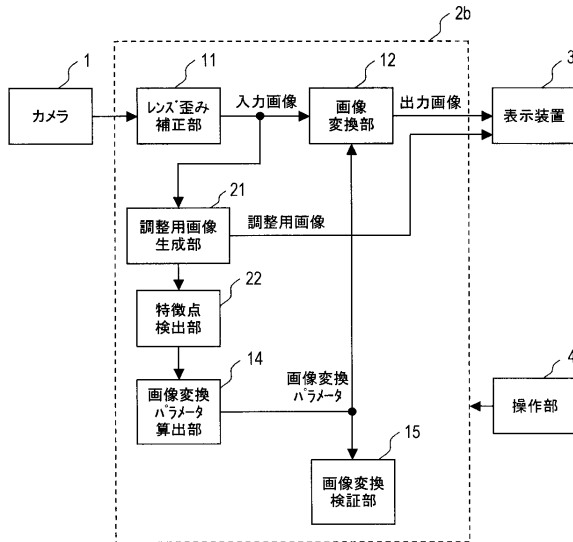 2b
1
11
12
3
カメラ
レンズ歪み
補正部
入力画像
画像
変換部
出力画像
表示装置
21
調整用画像
生成部
調整用画像
22
特徴点
検出部
14
画像変換
パラメータ
算出部
画像変換
パラメータ
4
操作部
15
画像変換
検証部